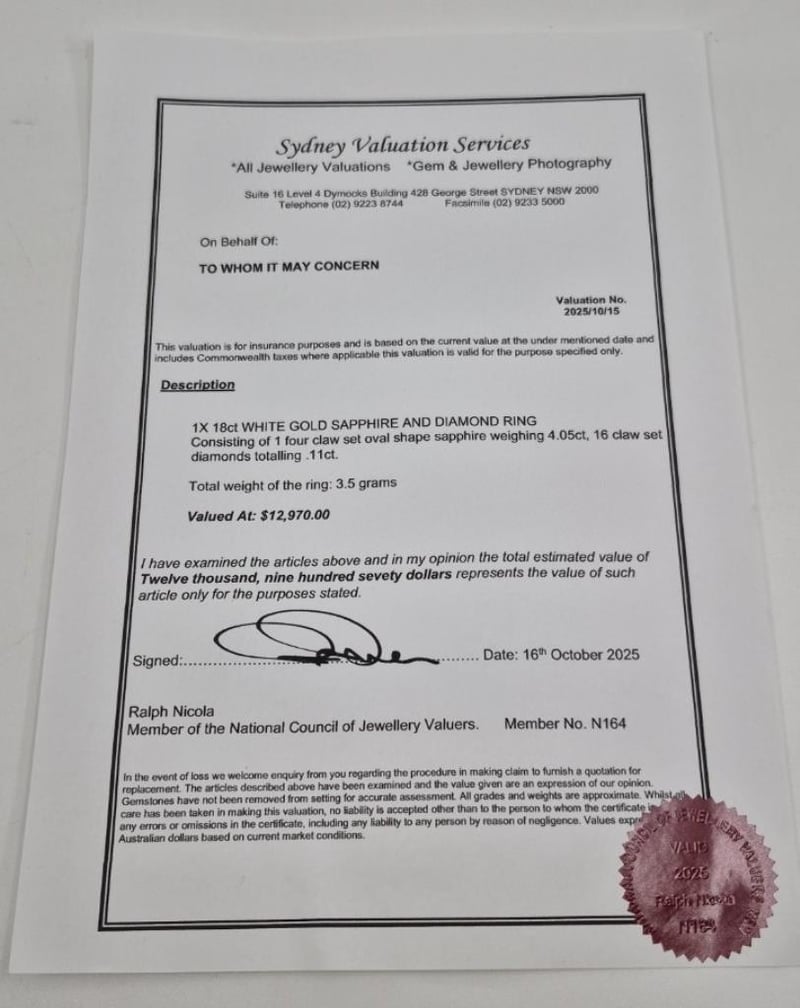 Sydney Valuation Services
*All Jewellery Valuations *Gem & Jewellery Photography
Suite 16 Level 4 Dymocks Building 428 George Street SYDNEY NSW 2000
Telephone (02) 9223 8744 Facsimile (02) 9233 5000
On Behalf Of:
TO WHOM IT MAY CONCERN
Valuation No.
2025/10/15
This valuation is for insurance purposes and is based on the current value at the under mentioned date and
includes Commonwealth taxes where applicable this valuation is valid for the purpose specified only.
Description
1X 18ct WHITE GOLD SAPPHIRE AND DIAMOND RING
Consisting of 1 four claw set oval shape sapphire weighing 4.05ct, 16 claw set
diamonds totalling .11ct.
Total weight of the ring: 3.5 grams
Valued At: $12,970.00
I have examined the articles above and in my opinion the total estimated value of
Twelve thousand, nine hundred sevety dollars represents the value of such
article only for the purposes stated.
Signed:.......................................... Date: 16th October 2025
Ralph Nicola
Member of the National Council of Jewellery Valuers. Member No. N164
In the event of loss we welcome enquiry from you regarding the procedure in making claim to furnish a quotation for
replacement. The articles described above have been examined and the value given are an expression of our opinion.
Gemstones have not been removed from setting for accurate assessment. All grades and weights are approximate. Whilst all
care has been taken in making this valuation, no liability is accepted other than to the person to whom the certificate is
any errors or omissions in the certificate, including any liability to any person by reason of negligence. Values expr
Australian dollars based on current market conditions.
COUNCIL OF JEWELLERY VALUERS
VALID
2025
Ralph Nicola
N164